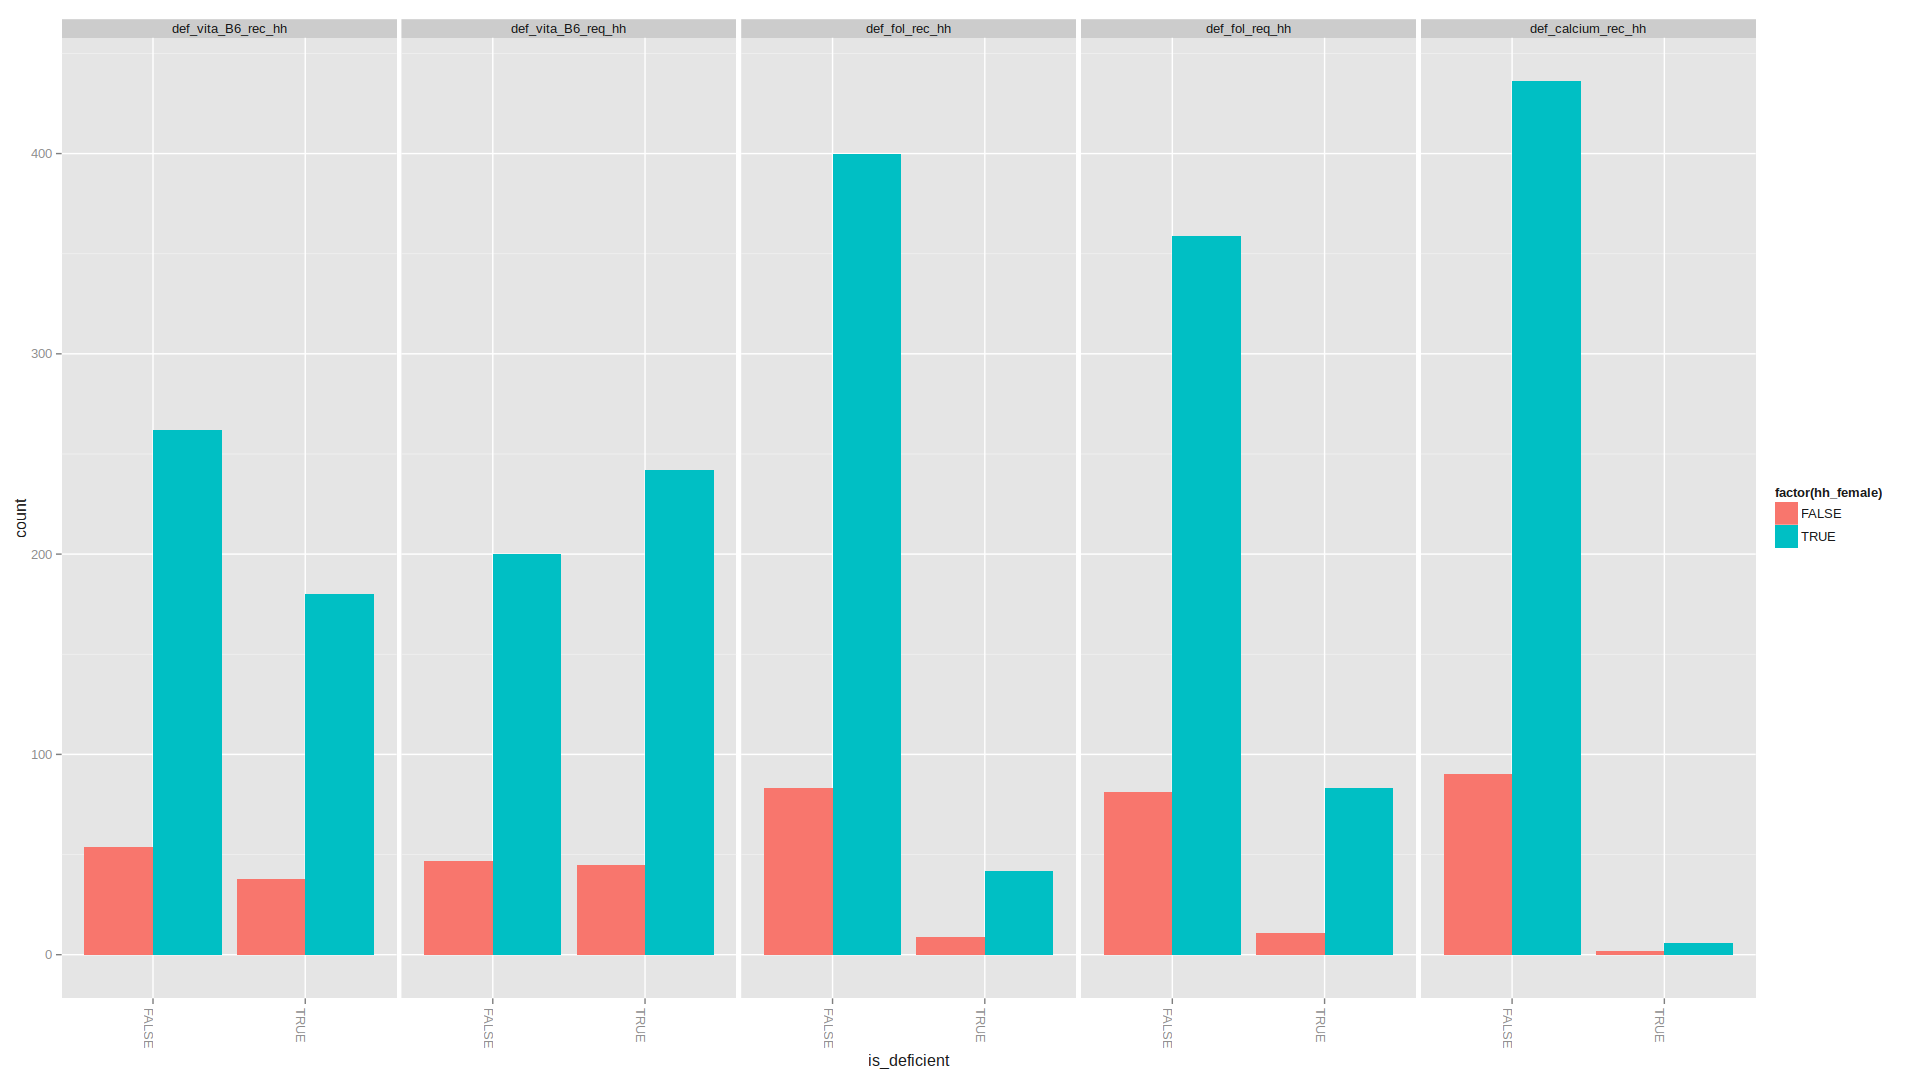 def_vita_B6_rec_hh
def_vita_B6_req_hh
def_fol_rec_hh
def_fol_req_hh
def_calcium_rec_hh
400
300
200
100
0
count
FALSE
TRUE
FALSE
TRUE
FALSE
TRUE
FALSE
TRUE
FALSE
TRUE
is_deficient
factor(hh_female)
FALSE
TRUE